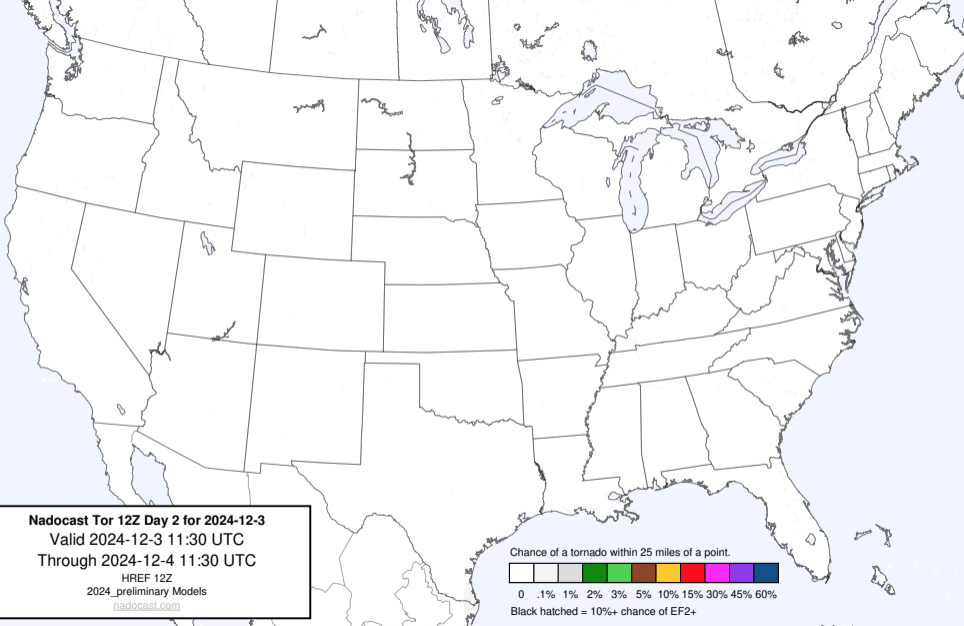 Nadocast Tor 12Z Day 2 for 2024-12-3
Valid 2024-12-3 11:30 UTC
Through 2024-12-4 11:30 UTC
HREF 12Z
2024_preliminary Models
nadocast.com
Chance of a tornado within 25 miles of a point.
0 .1% 1% 2% 3% 5% 10% 15% 30% 45% 60%
Black hatched = 10%+ chance of EF2+